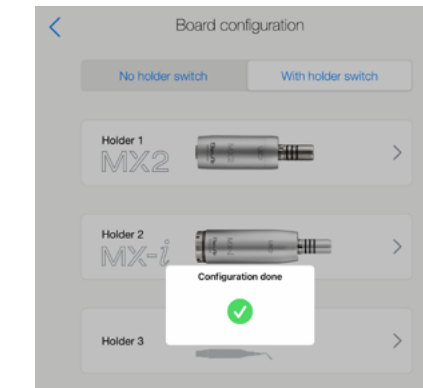 Board configuration
No holder switch
With holder switch
Holder 1
MX2
Holder 2
MX-i
Configuration done
Holder 3